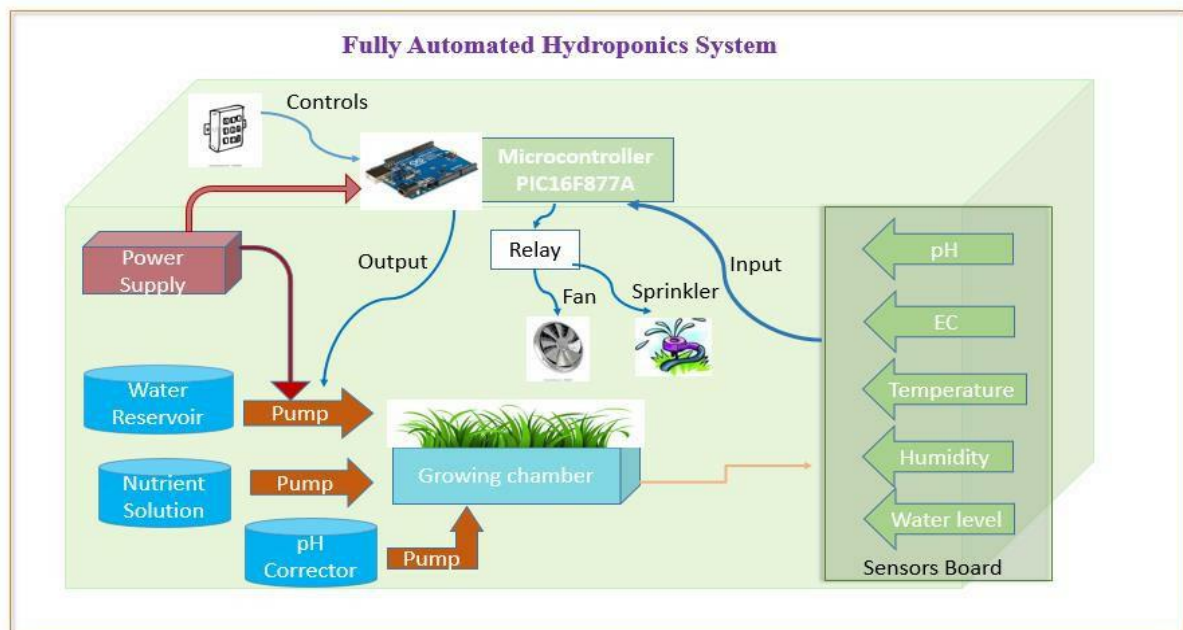 Fully Automated Hydroponics System
Controls
Microcontroller
PIC16F877A
Power
Supply
Output
Relay
Input
Fan
Sprinkler
pH
EC
Temperature
Humidity
Water level
Sensors Board
Water
Reservoir
Pump
Nutrient
Solution
Pump
Growing chamber
pH
Corrector
Pump